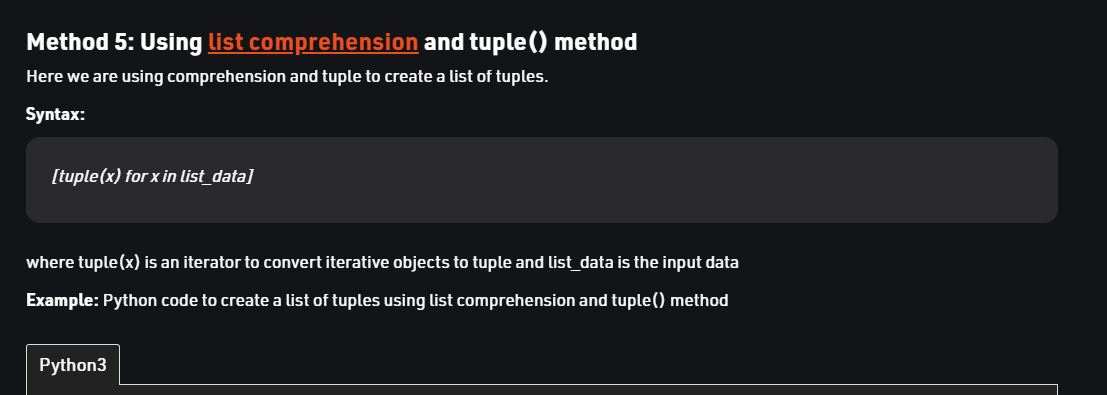 Method 5: Using list comprehension and tuple() method
Here we are using comprehension and tuple to create a list of tuples.
Syntax:
[tuple(x) for x in list_data]
where tuple(x) is an iterator to convert iterative objects to tuple and list_data is the input data
Example: Python code to create a list of tuples using list comprehension and tuple() method
Python3